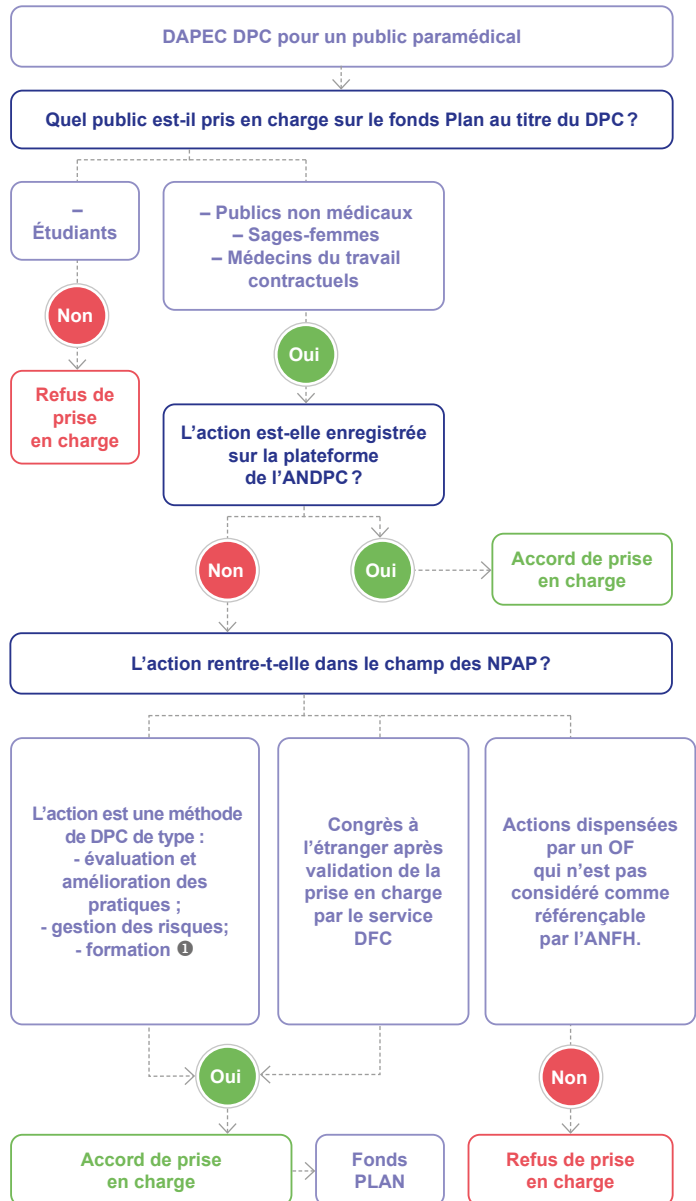 DAPEC DPC pour un public paramédical
Quel public est-il pris en charge sur le fonds Plan au titre du DPC ?
–
Étudiants
– Publics non médicaux
– Sages-femmes
– Médecins du travail
contractuels
Non
Oui
Refus de
prise
en charge
L’action est-elle enregistrée
sur la plateforme
de l’ANDPC ?
Non
Oui
Accord de prise
en charge
L’action rentre-t-elle dans le champ des NPAP ?
L’action est une méthode
de DPC de type :
- évaluation et
amélioration des
pratiques ;
- gestion des risques;
- formation ❶
Congrès à
l’étranger après
validation de la
prise en charge
par le service
DFC
Actions dispensées
par un OF
qui n’est pas
considéré comme
référençable
par l’ANFH.
Oui
Non
Accord de prise
en charge
Fonds
PLAN
Refus de prise
en charge